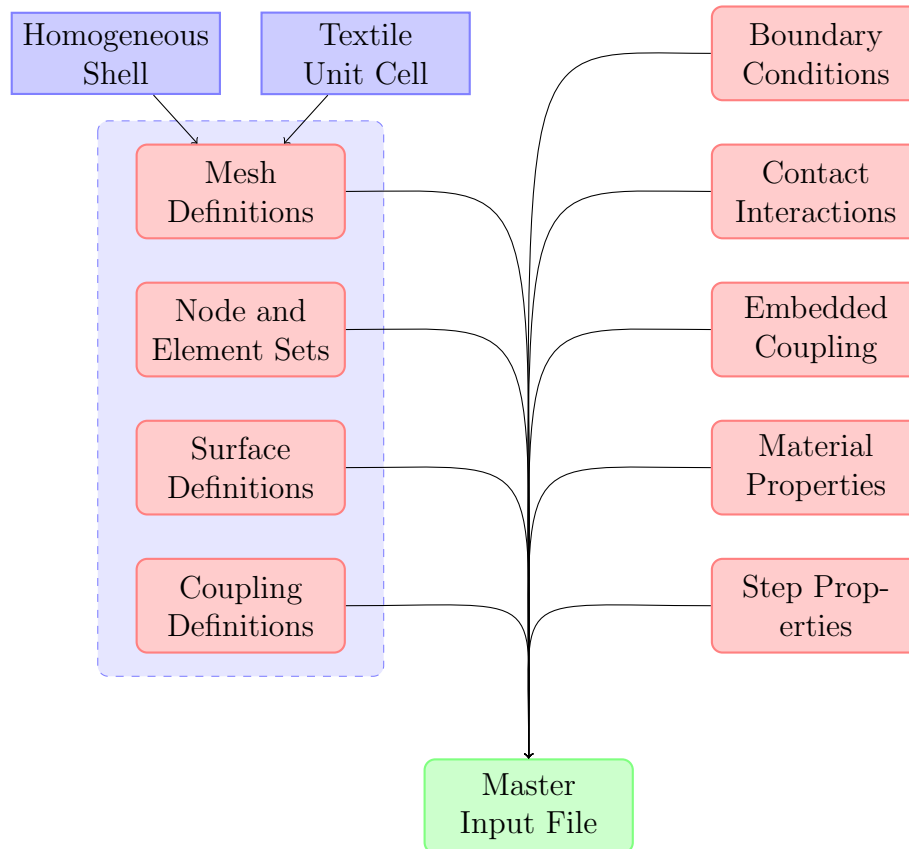 Homogeneous
Shell
Textile
Unit Cell
Boundary
Conditions
Mesh
Definitions
Contact
Interactions
Node and
Element Sets
Embedded
Coupling
Surface
Definitions
Material
Properties
Coupling
Definitions
Step Prop-
erties
Master
Input File